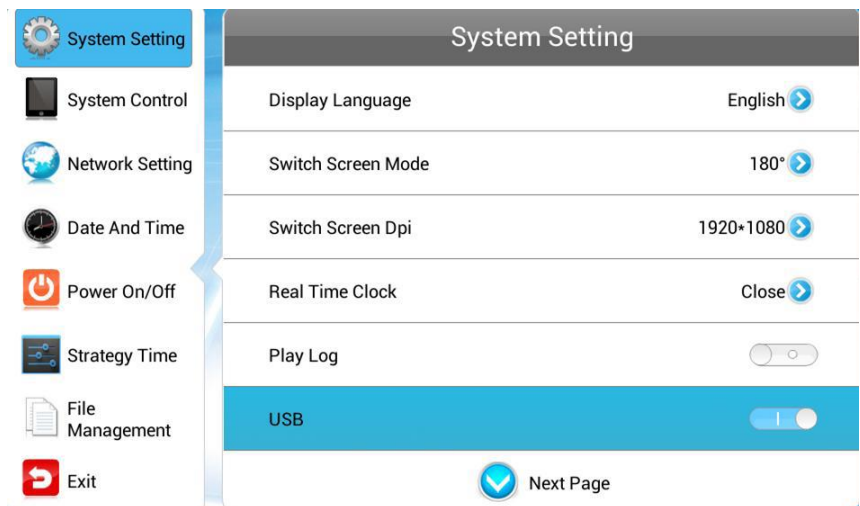 System Setting
System Control
Network Setting
Date And Time
Power On/Off
Strategy Time
File
Management
Exit
System Setting
Display Language English
Switch Screen Mode 180°
Switch Screen Dpi 1920*1080
Real Time Clock Close
Play Log
USB
Next Page